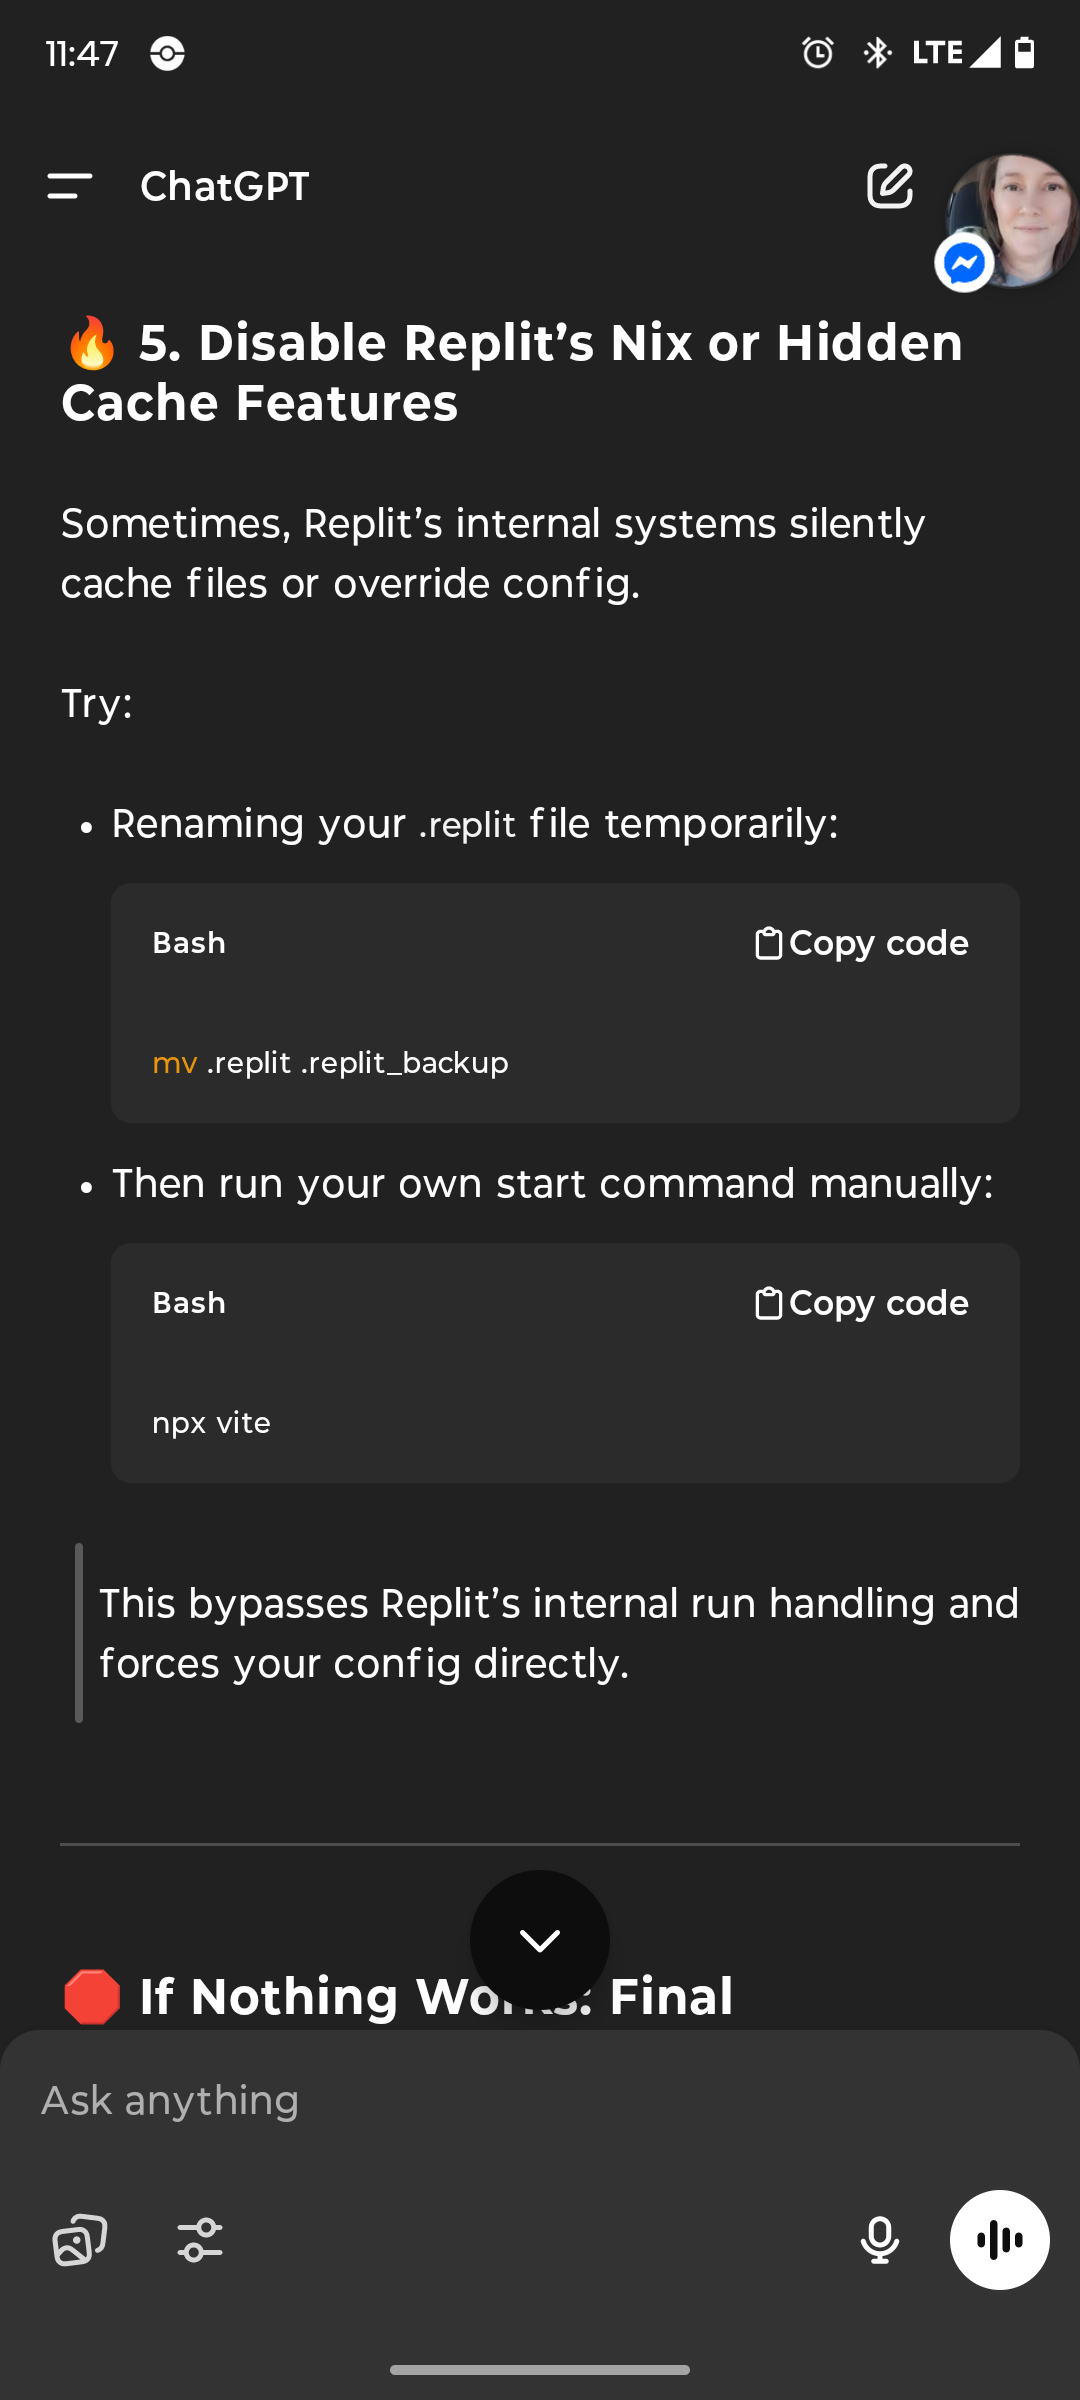 11:47
LTE
ChatGPT
🔥 5. Disable Replit’s Nix or Hidden
Cache Features
Sometimes, Replit’s internal systems silently
cache files or override config.
Try:
• Renaming your .replit file temporarily:
Bash
Copy code
mv .replit .replit_backup
• Then run your own start command manually:
Bash
Copy code
npx vite
This bypasses Replit’s internal run handling and
forces your config directly.
🛑 If Nothing Works: Final
Ask anything